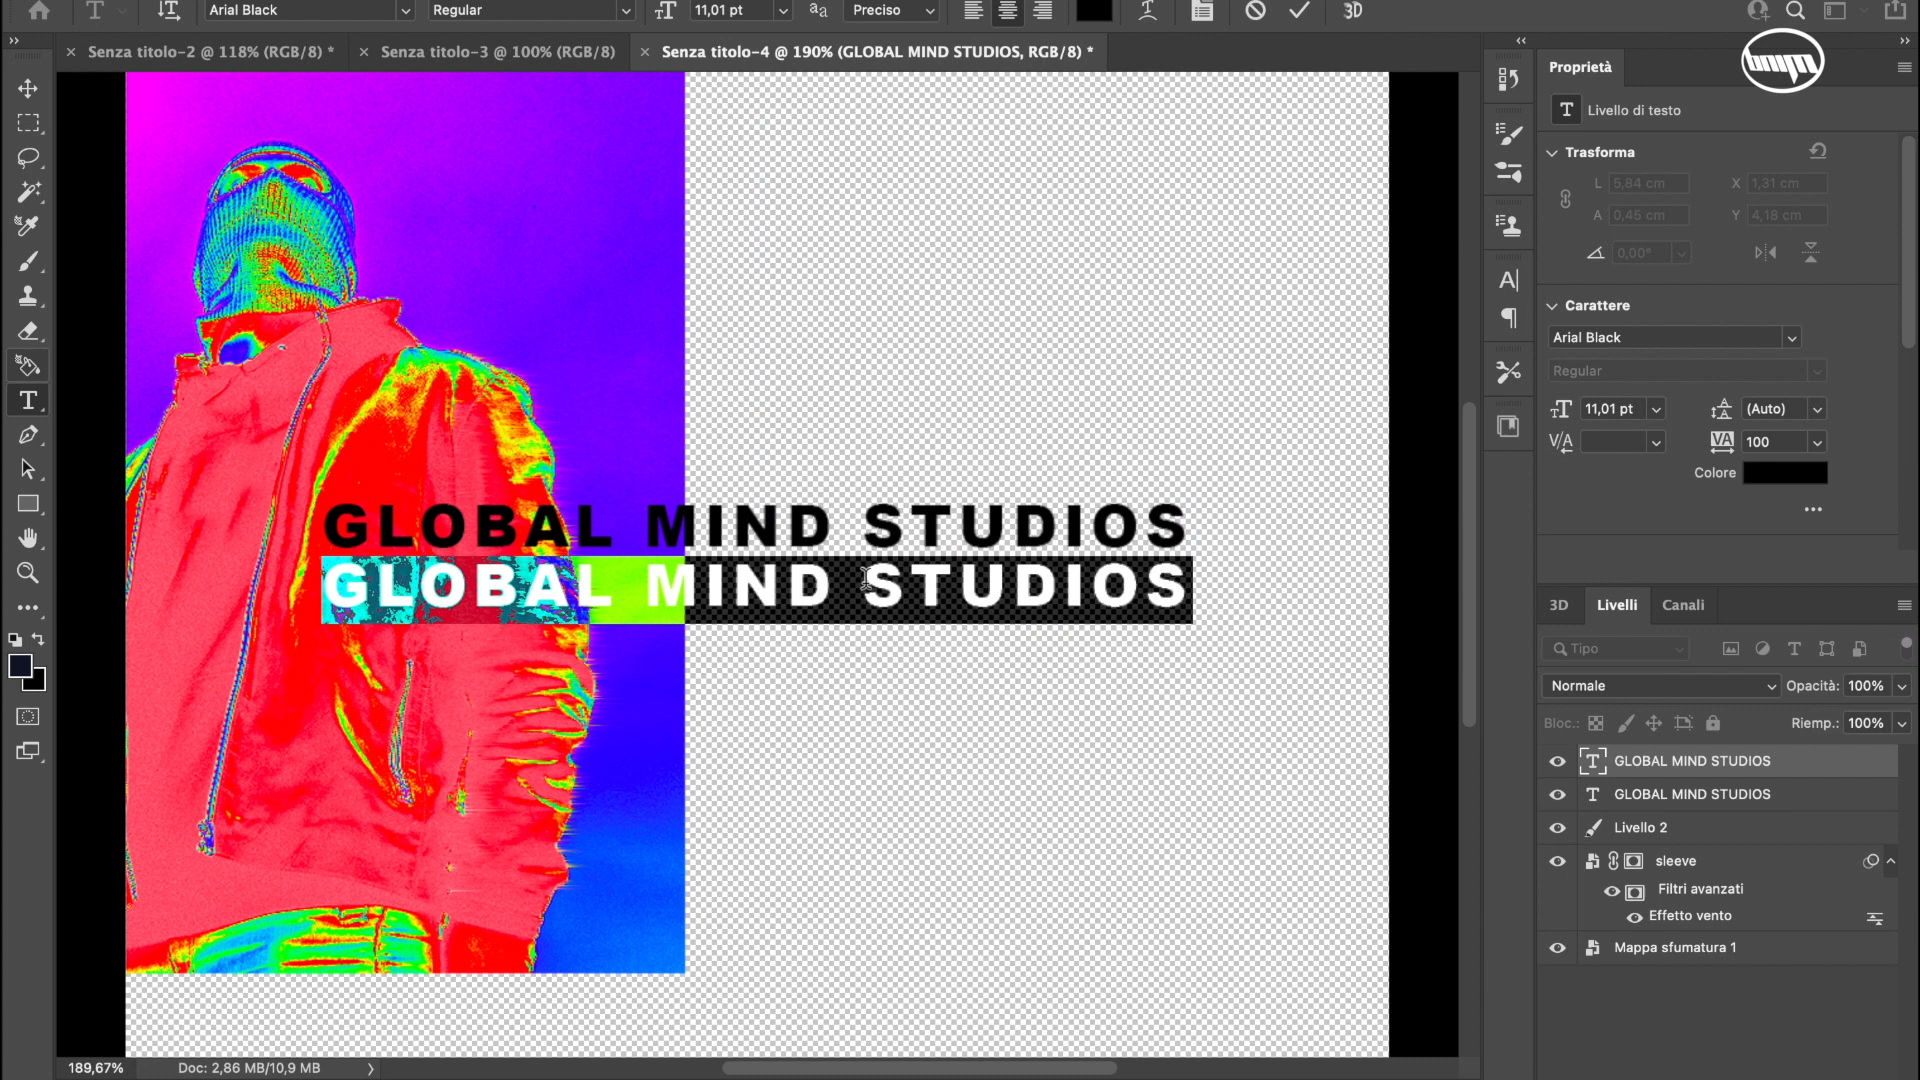 Arial Black
Regular
11,01 pt
aa
Preciso
3D
Senza titolo-2 @ 118% (RGB/8) *
Senza titolo-3 @ 100% (RGB/8)
Senza titolo-4 @ 190% (GLOBAL MIND STUDIOS, RGB/8) *
Proprietà
Livello di testo
Trasforma
L 5,84 cm X 1,31 cm
A 0,45 cm Y 4,18 cm
0,00°
Carattere
Arial Black
Regular
11,01 pt (Auto)
V/A VA 100
Colore
GLOBAL MIND STUDIOS
GLOBAL MIND STUDIOS
3D Livelli Canali
Tipo
Normale Opacità: 100%
Bloc.: Riemp.: 100%
GLOBAL MIND STUDIOS
GLOBAL MIND STUDIOS
Livello 2
sleeve
Filtri avanzati
Effetto vento
Mappa sfumatura 1
189,67% Doc: 2,86 MB/10,9 MB